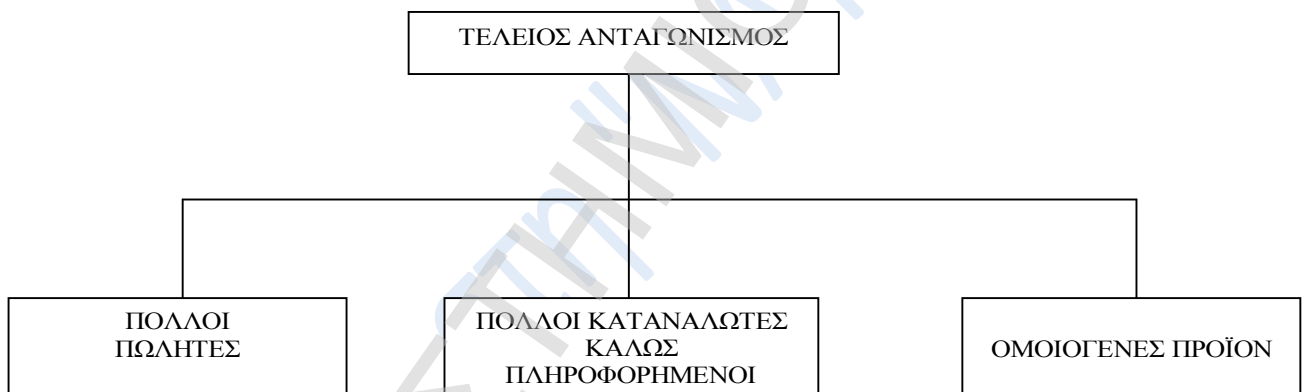 ΤΕΛΕΙΟΣ ΑΝΤΑΓΩΝΙΣΜΟΣ
ΠΟΛΛΟΙ
ΠΩΛΗΤΕΣ
ΠΟΛΛΟΙ ΚΑΤΑΝΑΛΩΤΕΣ
ΚΑΛΩΣ
ΠΛΗΡΟΦΟΡΗΜΕΝΟΙ
ΟΜΟΙΟΓΕΝΕΣ ΠΡΟΪΟΝ